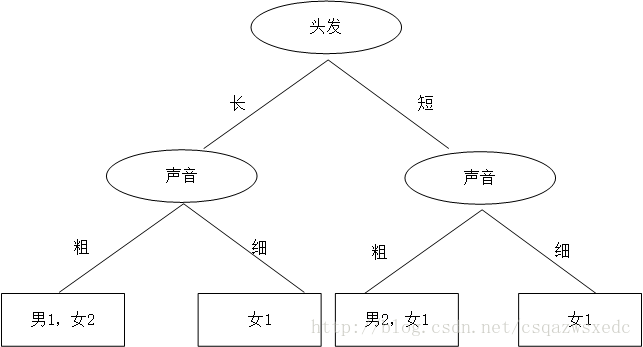 头发
长
短
声音
声音
粗
细
粗
细
男1，女2
女1
男2，女1
女1
http://blog.csdn.net/csqazwsxedc